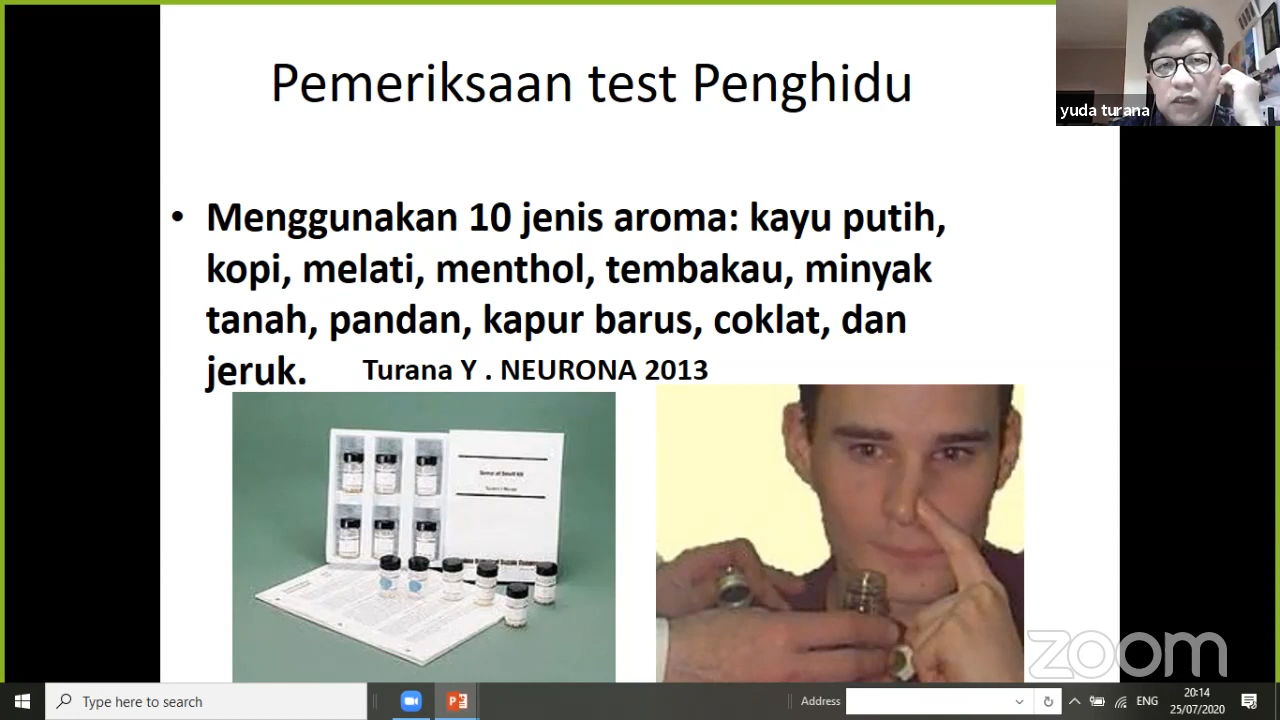 Pemeriksaan test Penghidu
yuda turana
• Menggunakan 10 jenis aroma: kayu putih,
kopi, melati, menthol, tembakau, minyak
tanah, pandan, kapur barus, coklat, dan
jeruk. Turana Y . NEURONA 2013
zoom
Type here to search
Address
ENG
20:14
25/07/2020